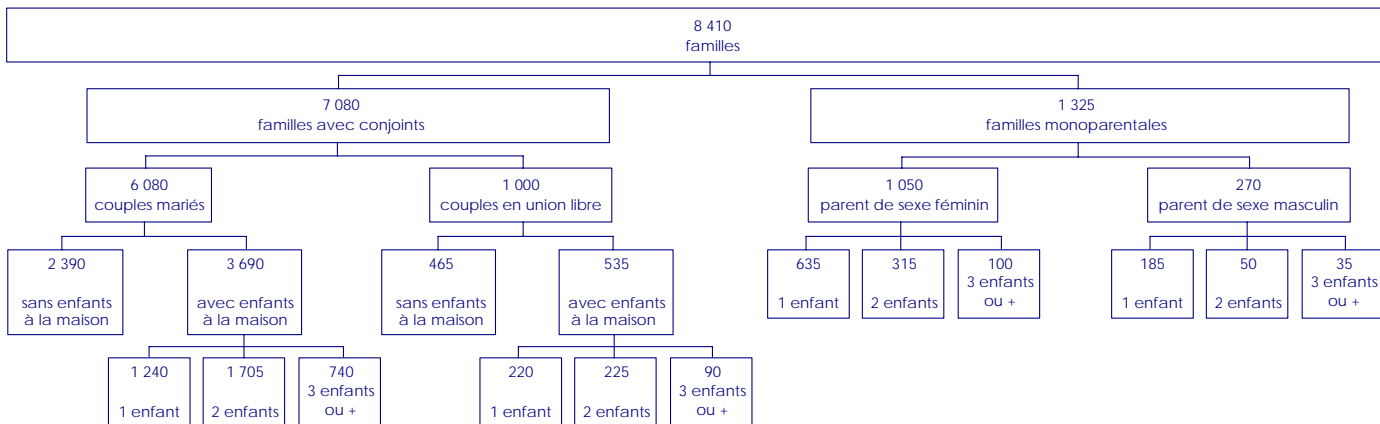 8 410
familles
7 080
familles avec conjoints
1 325
familles monoparentales
6 080
couples mariés
1 000
couples en union libre
1 050
parent de sexe féminin
270
parent de sexe masculin
2 390
sans enfants
à la maison
3 690
avec enfants
à la maison
465
sans enfants
à la maison
535
avec enfants
à la maison
635
1 enfant
315
2 enfants
100
3 enfants
ou +
185
1 enfant
50
2 enfants
35
3 enfants
ou +
1 240
1 enfant
1 705
2 enfants
740
3 enfants
ou +
220
1 enfant
225
2 enfants
90
3 enfants
ou +